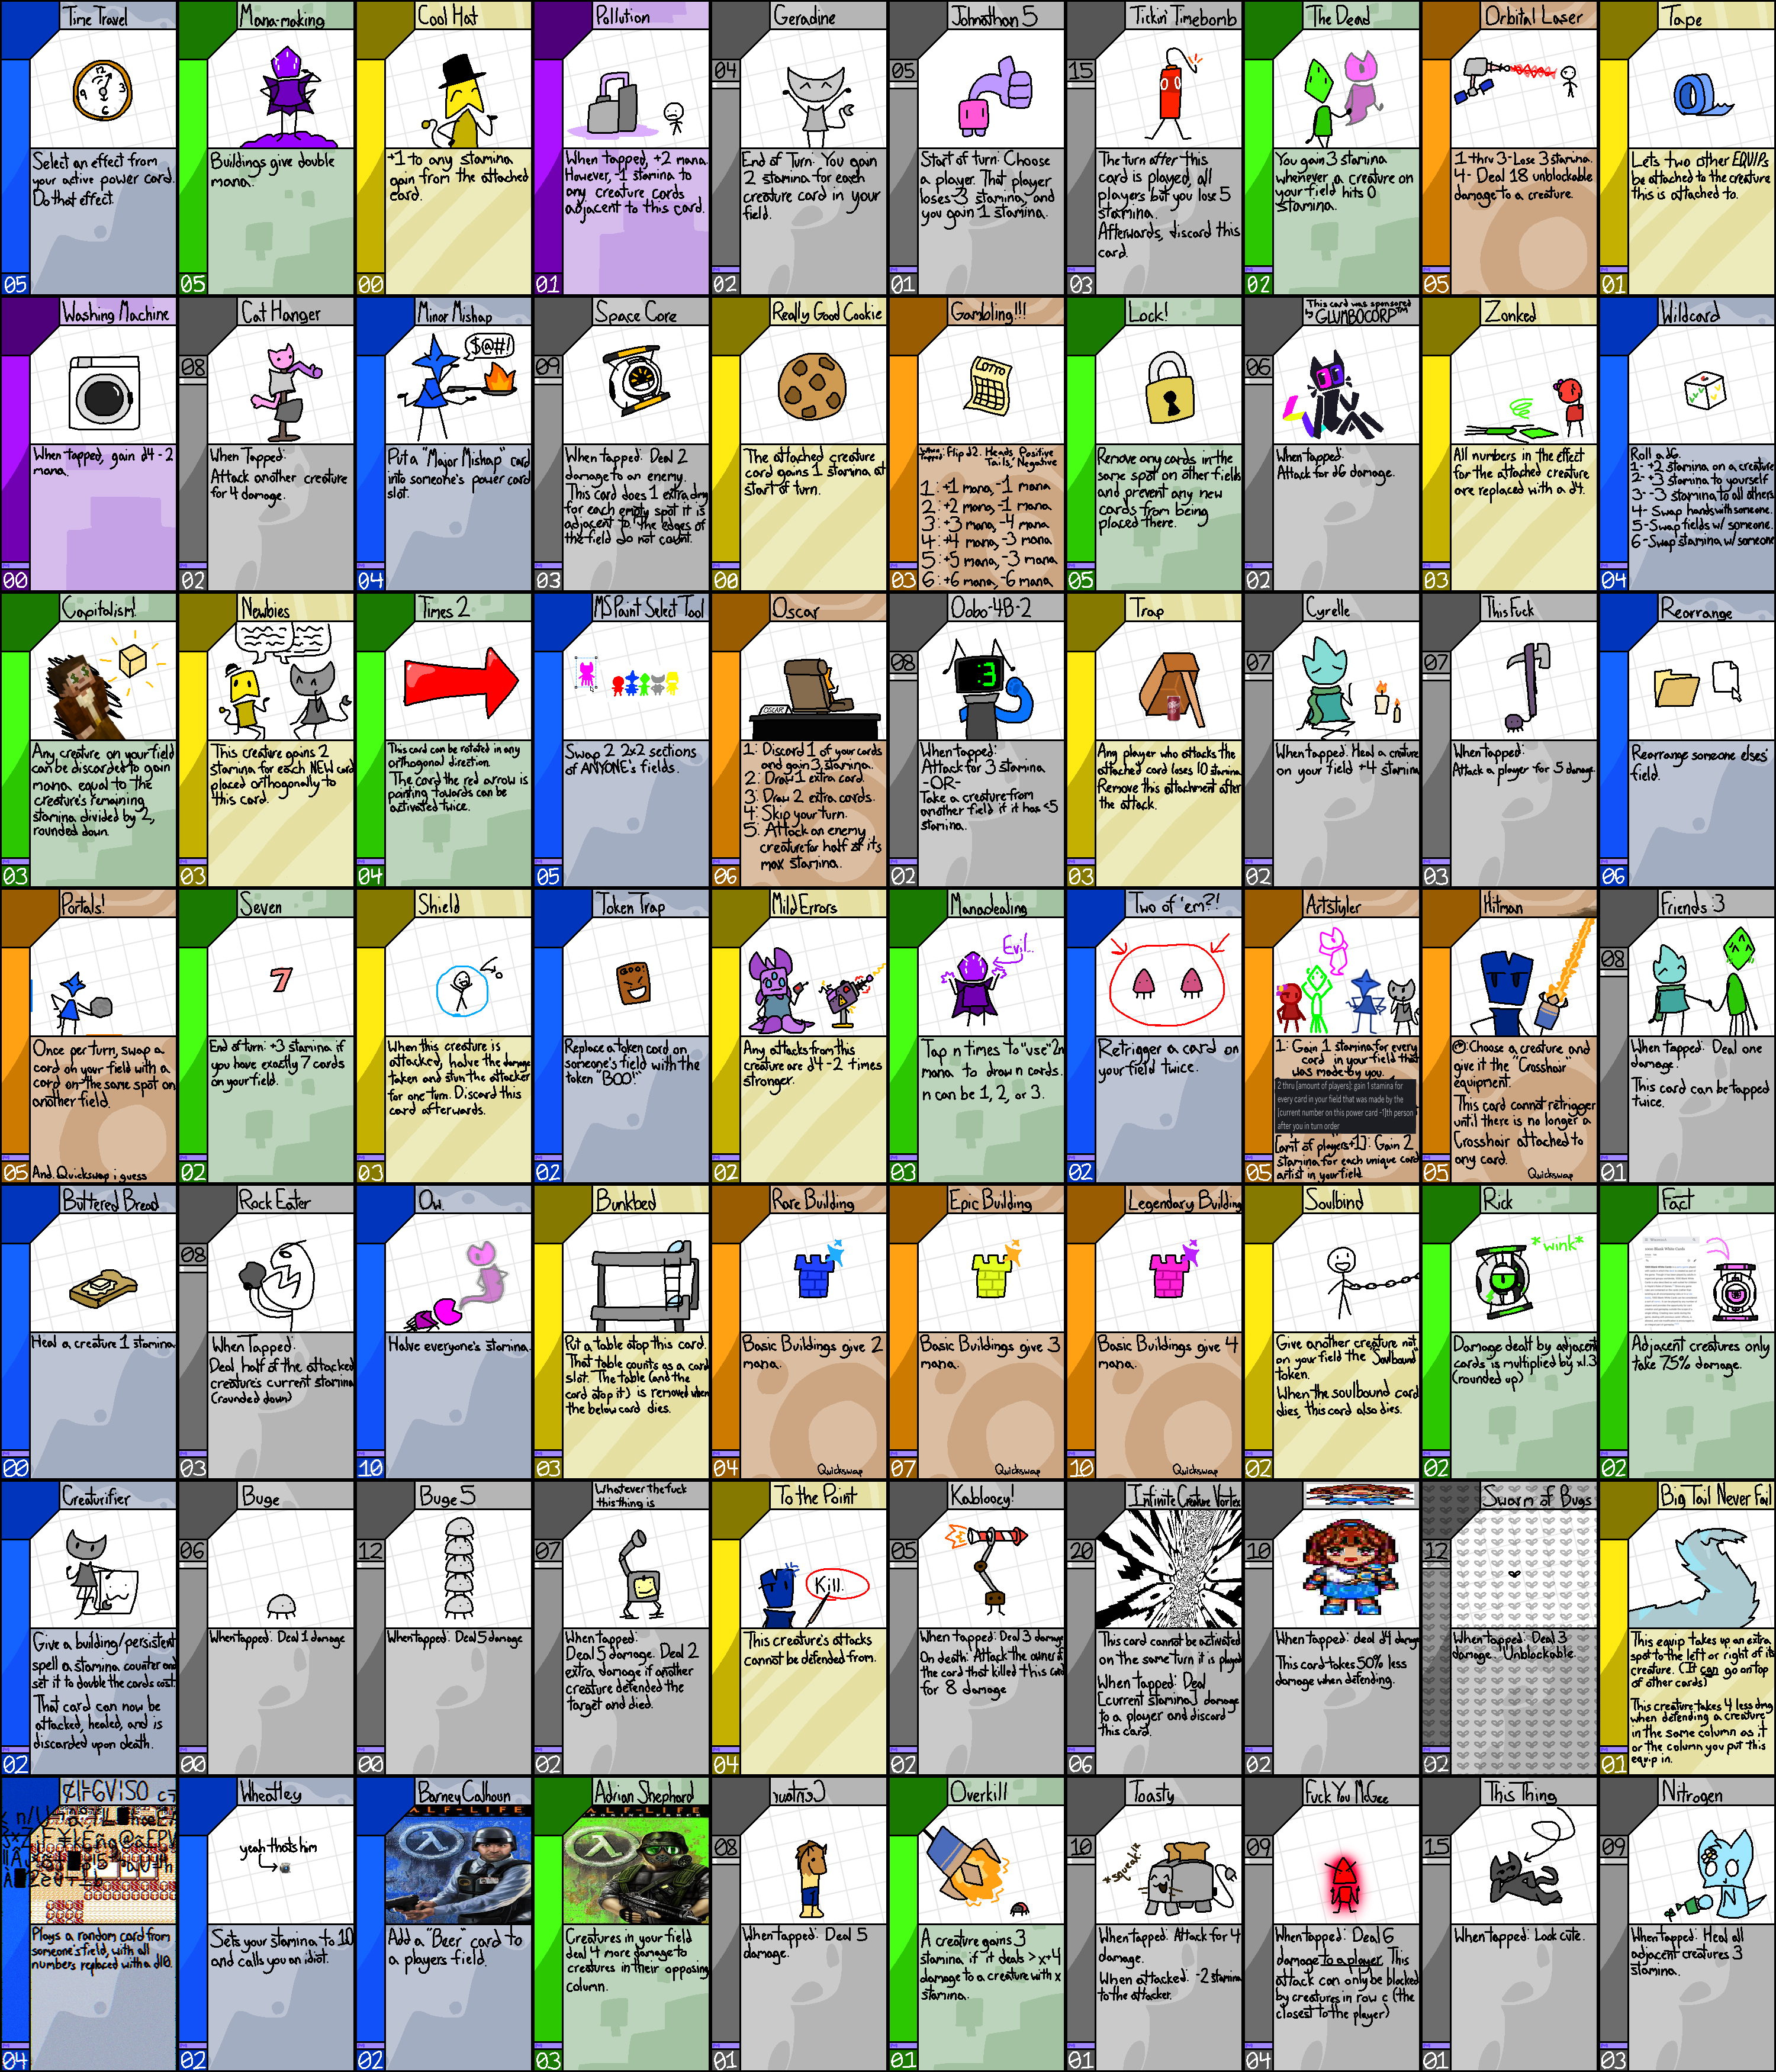 Time Travel
12
3
6
9
Select an effect from
your active power card.
Do that effect.
05
Mana-making
Buildings give double
mana.
05
Cool Hat
+1 to any stamina
gain from the attached
card.
00
Pollution
When tapped, +2 mana.
However, -1 stamina to
any creature cards
adjacent to this card.
01
Geradine
04
End of Turn: You gain
2 stamina for each
creature card in your
field.
02
Johnathan 5
05
Start of turn: Choose
a player. That player
loses 3 stamina, and
you gain 1 stamina.
01
Tickin' Timebomb
15
The turn after this
card is played, all
players but you lose 5
stamina.
Afterwards, discard this
card.
03
The Dead
You gain 3 stamina
whenever a creature on
your field hits 0
stamina.
02
Orbital Laser
1 thru 3- Lose 3 stamina.
4- Deal 18 unblockable
damage to a creature.
05
Tape
Lets two other EQUIPs
be attached to the creature
this is attached to.
01
Washing Machine
When tapped, gain d4-2
mana.
00
Cat Hanger
08
When Tapped:
Attack another creature
for 4 damage.
02
Minor Mishap
$@#!
Put a "Major Mishap" card
into someone's power card
slot.
04
Space Core
09
When tapped: Deal 2
damage to an enemy.
This card does 1 extra dmg
for each empty spot it is
adjacent to. The edges of
the field do not count.
03
Really Good Cookie
The attached creature
card gains 1 stamina at
start of turn.
00
Gambling!!!
LOTTO
Tapped: Flip d2. Heads, Positive
Tails, Negative
1: +1 mana, -1 mana
2: +2 mana, -1 mana
3: +3 mana, -4 mana
4: +4 mana, -3 mana
5: +5 mana, -3 mana
6: +6 mana, -6 mana
03
Lock!
Remove any cards in the
same spot on other fields
and prevent any new
cards from being
placed there.
05
This card was sponsored
by GLUMBOCORP™
06
When tapped:
Attack for d6 damage.
02
Zonked
All numbers in the effect
for the attached creature
are replaced with a d4.
03
Wildcard
Roll a d6.
1- +2 stamina on a creature
2- +3 stamina to yourself
3- -3 stamina to all others
4- Swap hands with someone.
5- Swap fields w/ someone.
6- Swap stamina w/ someone
04
Capitalism!
Any creature on your field
can be discarded to gain
mana equal to the
creature's remaining
stamina divided by 2,
rounded down.
03
Newbies
This creature gains 2
stamina for each NEW card
placed orthogonally to
this card.
03
Times 2
This card can be rotated in any
orthogonal direction.
The card the red arrow is
pointing towards can be
activated twice.
04
MS Paint Select Tool
Swap 2 2x2 sections
of ANYONE's fields.
05
Oscar
OSCAR
1: Discard 1 of your cards
and gain 3 stamina.
2: Draw 1 extra card.
3: Draw 2 extra cards.
4: Skip your turn.
5: Attack an enemy
creature for half of its
max stamina.
06
Oobo-4B-2
08
:3
When tapped:
Attack for 3 stamina
-OR-
Take a creature from
another field if it has <5
stamina.
02
Trap
Any player who attacks the
attached card loses 10 stamina
Remove this attachment after
the attack.
03
Cyrelle
07
When tapped: Heal a creature
on your field +4 stamina
02
This Fuck
07
When tapped:
Attack a player for 5 damage
03
Rearrange
Rearrange someone elses'
field.
06
Portals!
Once per turn, swap a
card on your field with a
card on the same spot on
another field.
And Quickswap i guess
05
Seven
7
End of turn: +3 stamina if
you have exactly 7 cards
on your field.
02
Shield
When this creature is
attacked, halve the damage
taken and stun the attacker
for one turn. Discard this
card afterwards.
03
Token Trap
BOO!
Replace a token card on
someone's field with the
token "BOO!"
02
Mild Errors
Any attacks from this
creature are d4-2 times
stronger.
02
Manadealing
Evil..
Tap n times to "use" 2n
mana to draw n cards.
n can be 1, 2, or 3.
03
Two of 'em?!
Retrigger a card on
your field twice.
02
Artstyler
1: Gain 1 stamina for every
card in your field that
was made by you.
2 thru [amount of players]: gain 1 stamina for
every card in your field that was made by the
[current number on this power card -1]th person
after you in turn order
[amt of players+1]: Gain 2
stamina for each unique card
artist in your field.
05
Hitman
Choose a creature and
give it the "Crosshair"
equipment.
This card cannot retrigger
until there is no longer a
Crosshair attached to
any card.
Quickswap
05
Friends :3
08
When tapped: Deal one
damage.
This card can be tapped
twice.
01
Buttered Bread
Heal a creature 1 stamina
00
Rock Eater
08
When Tapped:
Deal half of the attacked
creature's current stamina
(rounded down)
03
Ow.
Halve everyone's stamina.
10
Bunkbed
Put a table atop this card.
That table counts as a card
slot. The table (and the
card atop it) is removed when
the below card dies.
03
Rare Building
Basic Buildings give 2
mana.
Quickswap
04
Epic Building
Basic Buildings give 3
mana.
Quickswap
07
Legendary Building
Basic Buildings give 4
mana.
Quickswap
10
Soulbind
Give another creature not
on your field the "Soulbound"
token.
When the soulbound card
dies, this card also dies.
02
Rick
*wink*
Damage dealt by adjacent
cards is multiplied by x1.3
(rounded up)
02
Fact
Adjacent creatures only
take 75% damage.
02
Creaturifier
Give a building/persistent
spell a stamina counter and
set it to double the cards cost.
That card can now be
attacked, healed, and is
discarded upon death.
02
Buge
06
When tapped: Deal 1 damage
00
Buge 5
12
When tapped: Deal 5 damage
00
Whatever the fuck
this thing is
07
When tapped:
Deal 5 damage. Deal 2
extra damage if another
creature defended the
target and died.
02
To the Point
Kill.
This creature's attacks
cannot be defended from.
04
Kablooey!
05
When tapped: Deal 3 damage
On death: Attack the owner of
the card that killed this card
for 8 damage
02
Infinite Creature Vortex
20
This card cannot be activated
on the same turn it is played
When Tapped: Deal
[current stamina] damage
to a player and discard
this card.
06
10
When tapped: deal d4 damage
This card takes 50% less
damage when defending.
02
Swarm of Bugs
12
When tapped: Deal 3
damage. Unblockable.
02
Big Tail Never Fail
This equip takes up an extra
spot to the left or right of its
creature. (It can go on top
of other cards)
This creature takes 4 less dmg
when defending a creature
in the same column as it
or the column you put this
equip in.
01
Plays a random card from
someone's field, with all
numbers replaced with a d10.
04
Wheatley
yeah thats him
Sets your stamina to 10
and calls you an idiot.
02
Barney Calhoun
HALF-LIFE
Add a "Beer" card to
a players field.
02
Adrian Shephard
HALF-LIFE
OPPOSING FORCE
Creatures in your field
deal 4 more damage to
creatures in their opposing
column.
03
Centaur
08
When tapped: Deal 5
damage.
01
Overkill
A creature gains 3
stamina if it deals > x+4
damage to a creature with x
stamina.
01
Toasty
10
*squeak*
When tapped: Attack for 4
damage.
When attacked: -2 stamina
to the attacker.
01
Fuck You McGee
09
When tapped: Deal 6
damage to a player. This
attack can only be blocked
by creatures in row c (the
closest to the player)
04
This Thing
15
When tapped: Look cute.
01
Nitrogen
09
N
When tapped: Heal all
adjacent creatures 3
stamina.
03